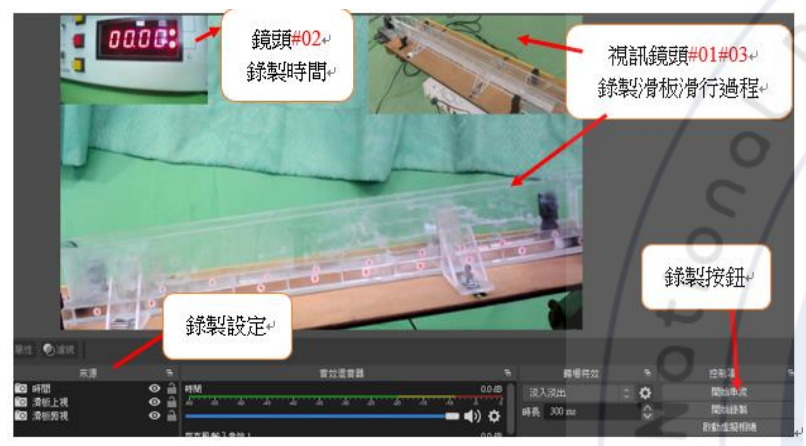 00.00
鏡頭#02
錄製時間
視訊鏡頭#01#03
錄製滑板滑行過程
錄製按鈕
錄製設定
濾鏡
來源
音效混音器
轉場特效
控制項
時間
滑板上視
滑板剪視
時間
0.0 dB
淡入淡出
時長 300 ms
開始串流
開始錄製
啟動虛擬相機
National